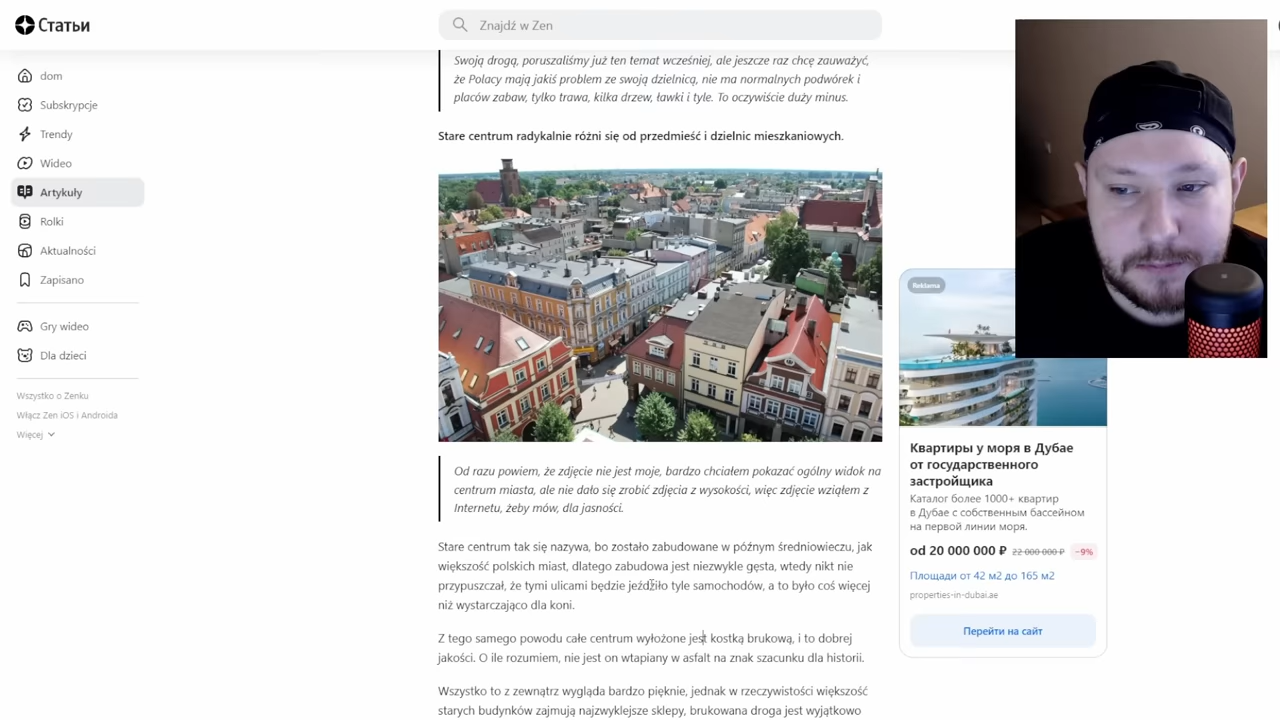 Статьи
Znajdź w Zen
dom
Subskrypcje
Trendy
Wideo
Artykuły
Rolki
Aktualności
Zapisano
Gry wideo
Dla dzieci
Wszystko o Zenku
Włącz Zen iOS i Androida
Więcej
Swoją drogą, poruszaliśmy już ten temat wcześniej, ale jeszcze raz chcę zauważyć,
że Polacy mają jakiś problem ze swoją dzielnicą, nie ma normalnych podwórek i
placów zabaw, tylko trawa, kilka drzew, ławki i tyle. To oczywiście duży minus.
Stare centrum radykalnie różni się od przedmieść i dzielnic mieszkaniowych.
Od razu powiem, że zdjęcie nie jest moje, bardzo chciałem pokazać ogólny widok na
centrum miasta, ale nie dało się zrobić zdjęcia z wysokości, więc zdjęcie wziąłem z
Internetu, żeby mów, dla jasności.
Stare centrum tak się nazywa, bo zostało zabudowane w późnym średniowieczu, jak
większość polskich miast, dlatego zabudowa jest niezwykle gęsta, wtedy nikt nie
przypuszczał, że tymi ulicami będzie jeździło tyle samochodów, a to było coś więcej
niż wystarczająco dla koni.
Z tego samego powodu całe centrum wyłożone jest kostką brukową, i to dobrej
jakości. O ile rozumiem, nie jest on wtapiany w asfalt na znak szacunku dla historii.
Wszystko to z zewnątrz wygląda bardzo pięknie, jednak w rzeczywistości większość
starych budynków zajmują najzwyklejsze sklepy, brukowana droga jest wyjątkowo
Reklama
Квартиры у моря в Дубае
от государственного
застройщика
Каталог более 1000+ квартир
в Дубае с собственным бассейном
на первой линии моря.
od 20 000 000 ₽ 22 000 000 ₽ −9%
Площади от 42 м2 до 165 м2
properties-in-dubai.ae
Перейти на сайт